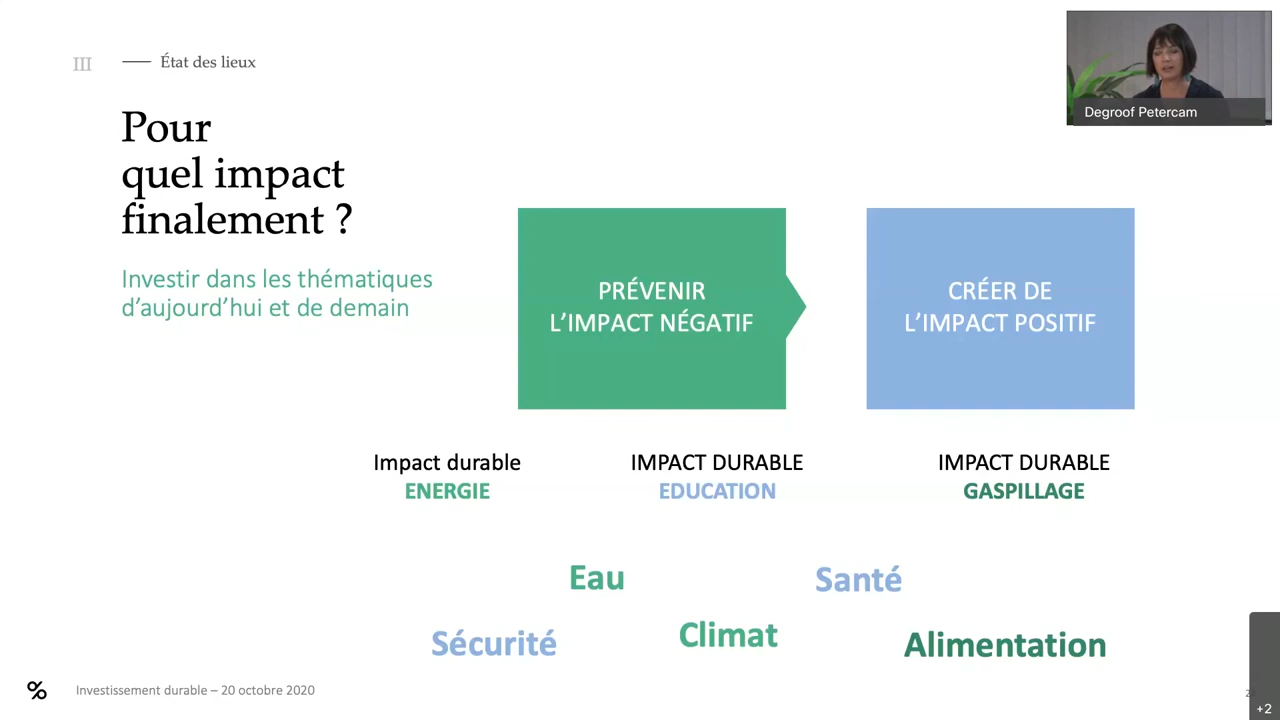 III
État des lieux
Degroof Petercam
Pour
quel impact
finalement ?
Investir dans les thématiques
d’aujourd’hui et de demain
PRÉVENIR
L’IMPACT NÉGATIF
CRÉER DE
L’IMPACT POSITIF
Impact durable
ENERGIE
IMPACT DURABLE
EDUCATION
IMPACT DURABLE
GASPILLAGE
Eau
Santé
Sécurité
Climat
Alimentation
Investissement durable – 20 octobre 2020
+2